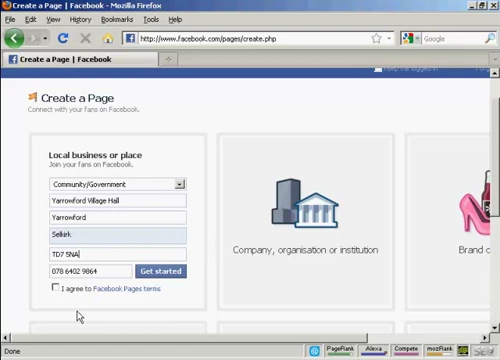 Create a Page | Facebook - Mozilla Firefox
File Edit View History Bookmarks Tools Help
http://www.facebook.com/pages/create.php
Google
Create a Page | Facebook
Create a Page
Connect with your fans on Facebook.
Local business or place
Join your fans on Facebook.
Community/Government
Yarrowford Village Hall
Yarrowford
Selkirk
TD7 5NA
078 6402 9864
Get started
I agree to Facebook Pages terms
Company, organisation or institution
Brand
Done
PageRank
Alexa
Compete
mozRank